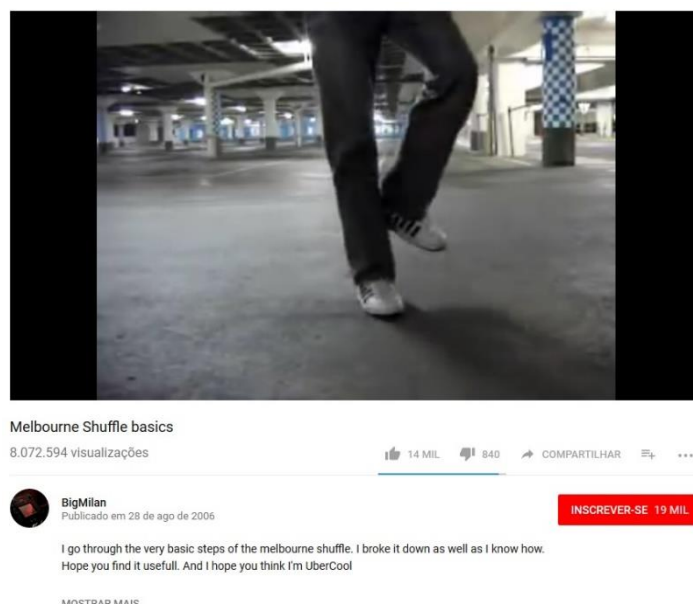 Melbourne Shuffle basics
8.072.594 visualizações
14 MIL 840 COMPARTILHAR
BigMilan
Publicado em 28 de ago de 2006
INSCREVER-SE 19 MIL
I go through the very basic steps of the melbourne shuffle. I broke it down as well as I know how.
Hope you find it usefull. And I hope you think I'm UberCool
MOSTRAR MAIS